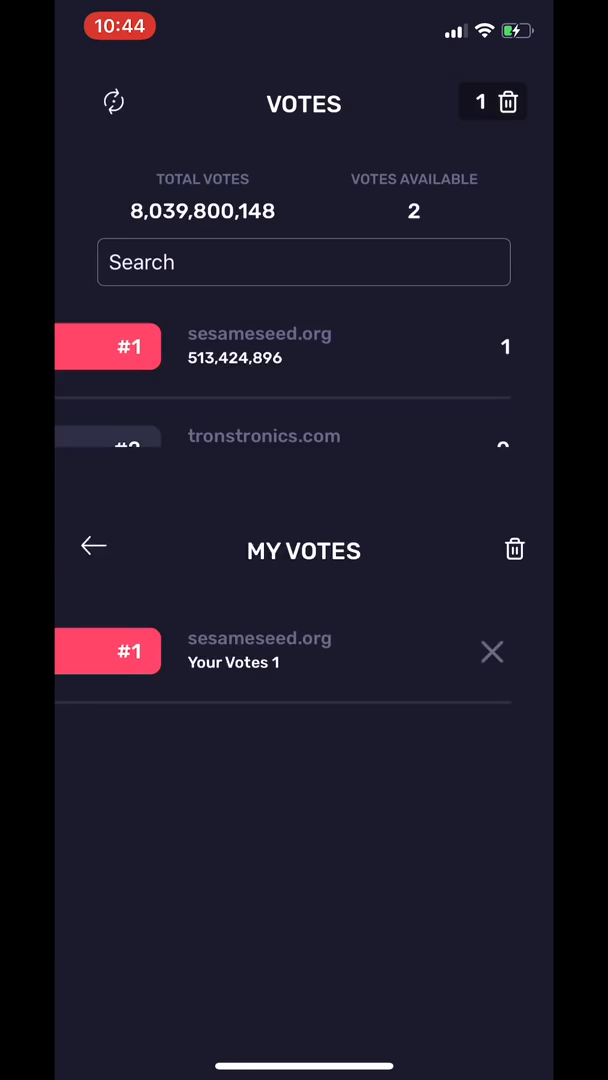 10:44
VOTES
1
TOTAL VOTES
VOTES AVAILABLE
8,039,800,148
2
Search
#1
sesameseed.org
513,424,896
1
tronstronics.com
MY VOTES
#1
sesameseed.org
Your Votes 1